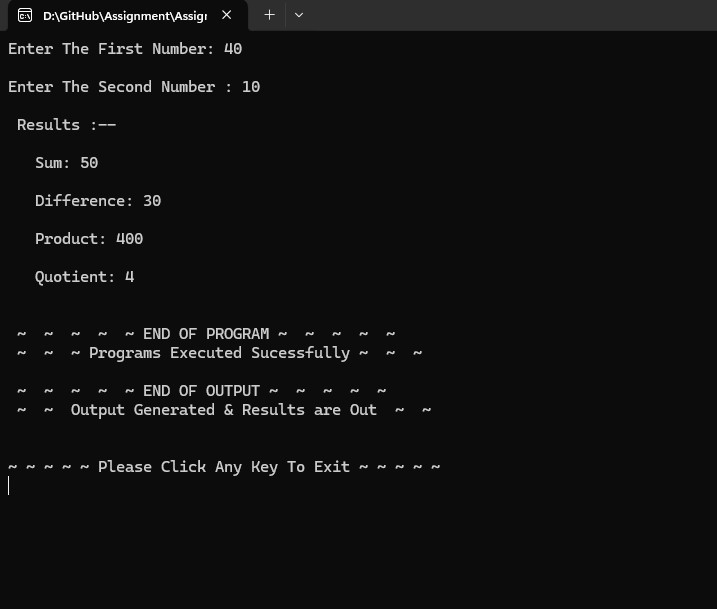 D:\GitHub\Assignment\Assigr
Enter The First Number: 40
Enter The Second Number : 10
Results :——
Sum: 50
Difference: 30
Product: 400
Quotient: 4
~ ~ ~ ~ ~ END OF PROGRAM ~ ~ ~ ~ ~
~ ~ ~ Programs Executed Sucessfully ~ ~ ~
~ ~ ~ ~ ~ END OF OUTPUT ~ ~ ~ ~ ~
~ ~ Output Generated & Results are Out ~ ~
~ ~ ~ ~ ~ Please Click Any Key To Exit ~ ~ ~ ~ ~